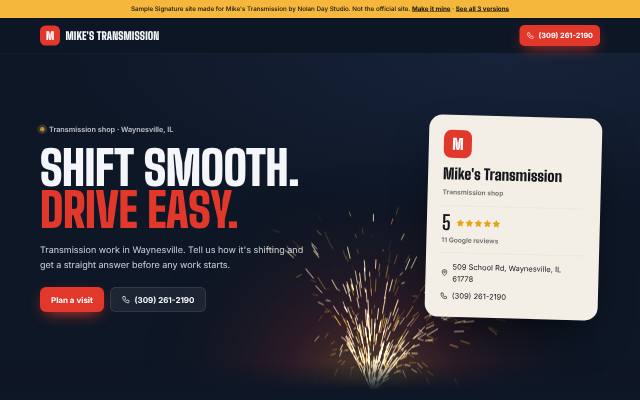 Sample Signature site made for Mike's Transmission by Nolan Day Studio. Not the official site. Make it mine · See all 3 versions
M MIKE'S TRANSMISSION
(309) 261-2190
Transmission shop · Waynesville, IL
SHIFT SMOOTH.
DRIVE EASY.
Transmission work in Waynesville. Tell us how it's shifting and
get a straight answer before any work starts.
Plan a visit
(309) 261-2190
M
Mike's Transmission
Transmission shop
5
11 Google reviews
509 School Rd, Waynesville, IL
61778
(309) 261-2190